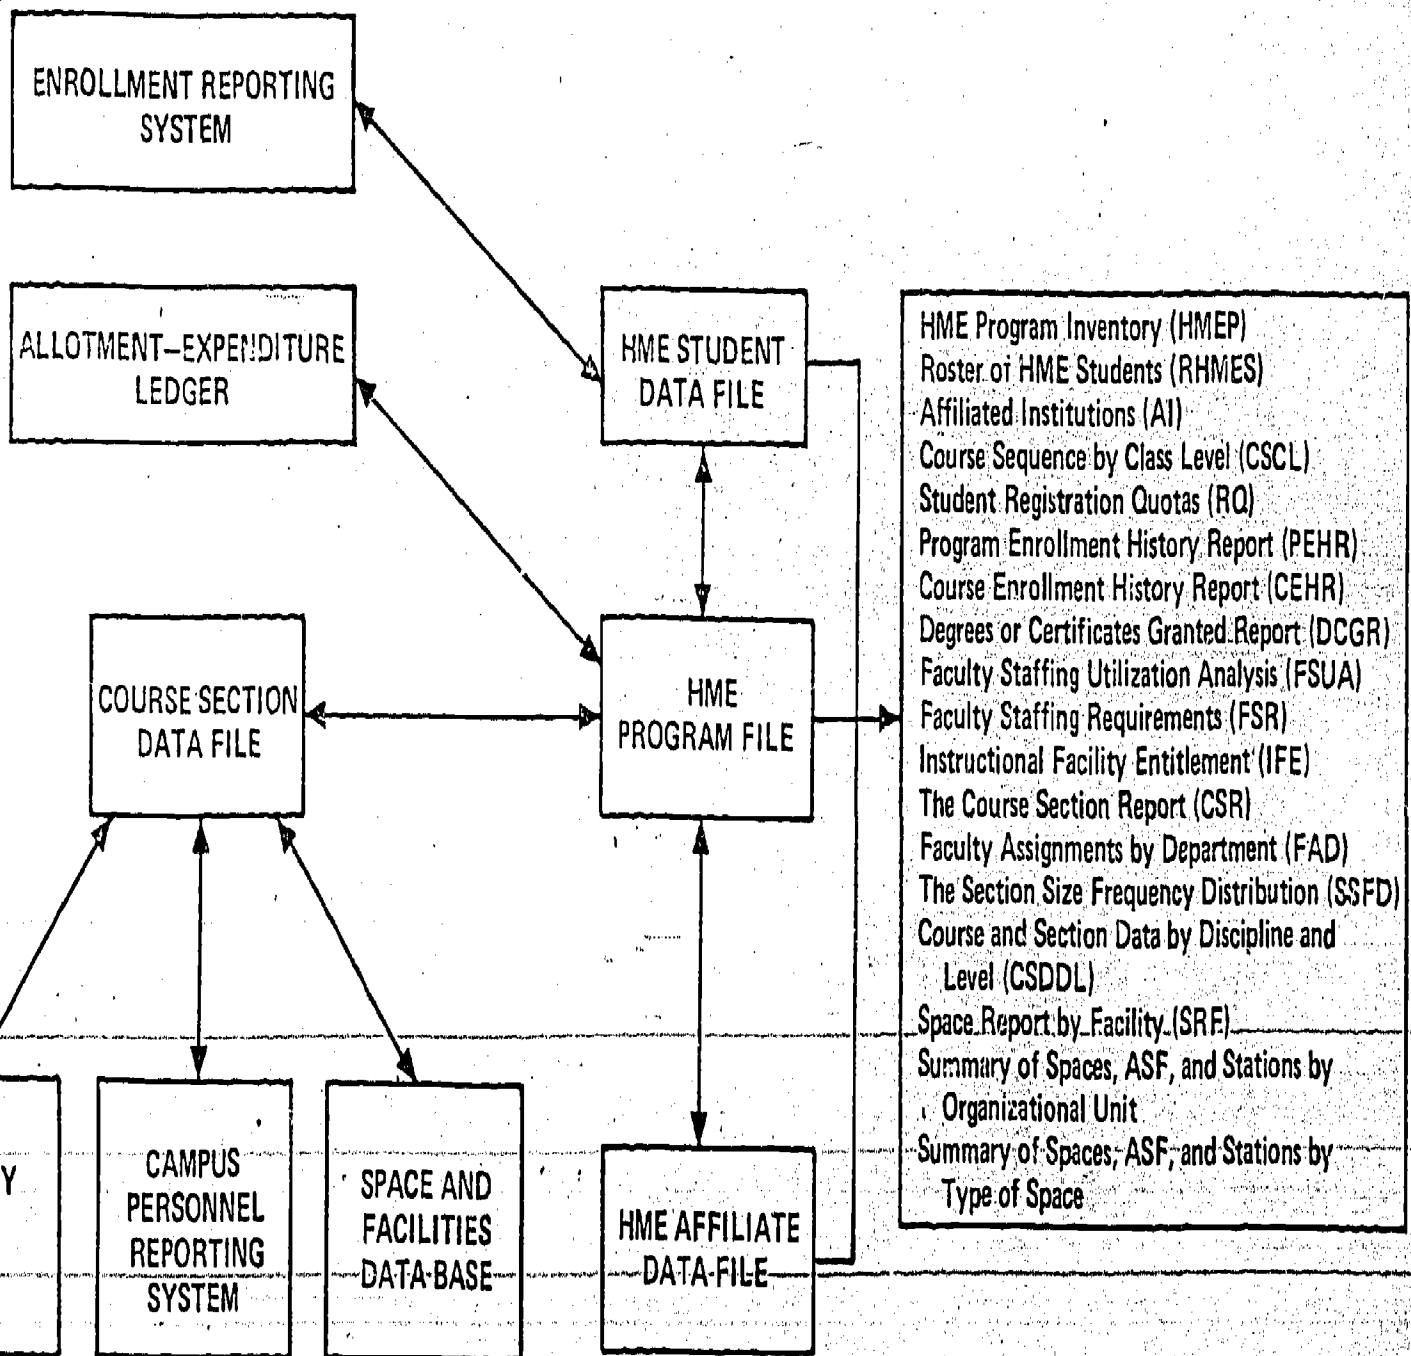 ENROLLMENT REPORTING
SYSTEM
ALLOTMENT–EXPENDITURE
LEDGER
HME STUDENT
DATA FILE
COURSE SECTION
DATA FILE
HME
PROGRAM FILE
Y
CAMPUS
PERSONNEL
REPORTING
SYSTEM
SPACE AND
FACILITIES
DATA BASE
HME AFFILIATE
DATA FILE
HME Program Inventory (HMEP)
Roster of HME Students (RHMES)
Affiliated Institutions (AI)
Course Sequence by Class Level (CSCL)
Student Registration Quotas (RQ)
Program Enrollment History Report (PEHR)
Course Enrollment History Report (CEHR)
Degrees or Certificates Granted Report (DCGR)
Faculty Staffing Utilization Analysis (FSUA)
Faculty Staffing Requirements (FSR)
Instructional Facility Entitlement (IFE)
The Course Section Report (CSR)
Faculty Assignments by Department (FAD)
The Section Size Frequency Distribution (SSFD)
Course and Section Data by Discipline and
Level (CSDDL)
Space Report by Facility (SRF)
Summary of Spaces, ASF, and Stations by
Organizational Unit
Summary of Spaces, ASF, and Stations by
Type of Space